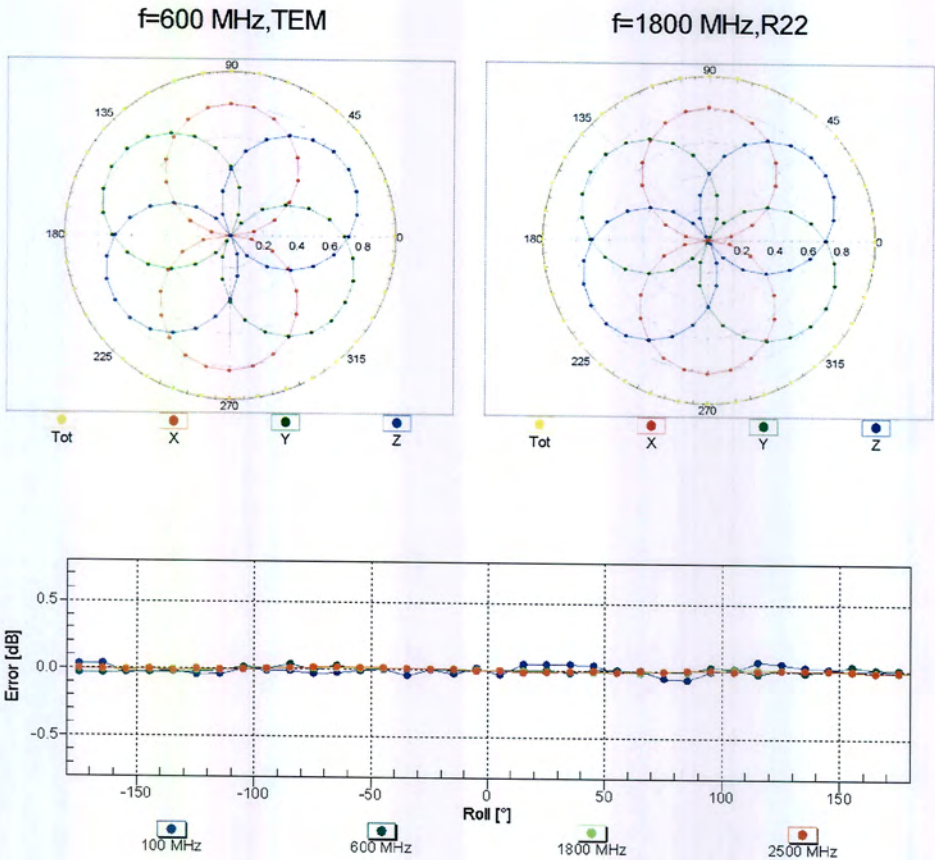 f=600 MHz,TEM
f=1800 MHz,R22
90
135
45
180
0.2 0.4 0.6 0.8
0
225
315
270
Tot X Y Z
90
135
45
180
0.2 0.4 0.6 0.8
0
225
315
270
Tot X Y Z
Error [dB]
0.5
0.0
-0.5
-150 -100 -50 0 50 100 150
Roll [°]
100 MHz 600 MHz 1800 MHz 2500 MHz